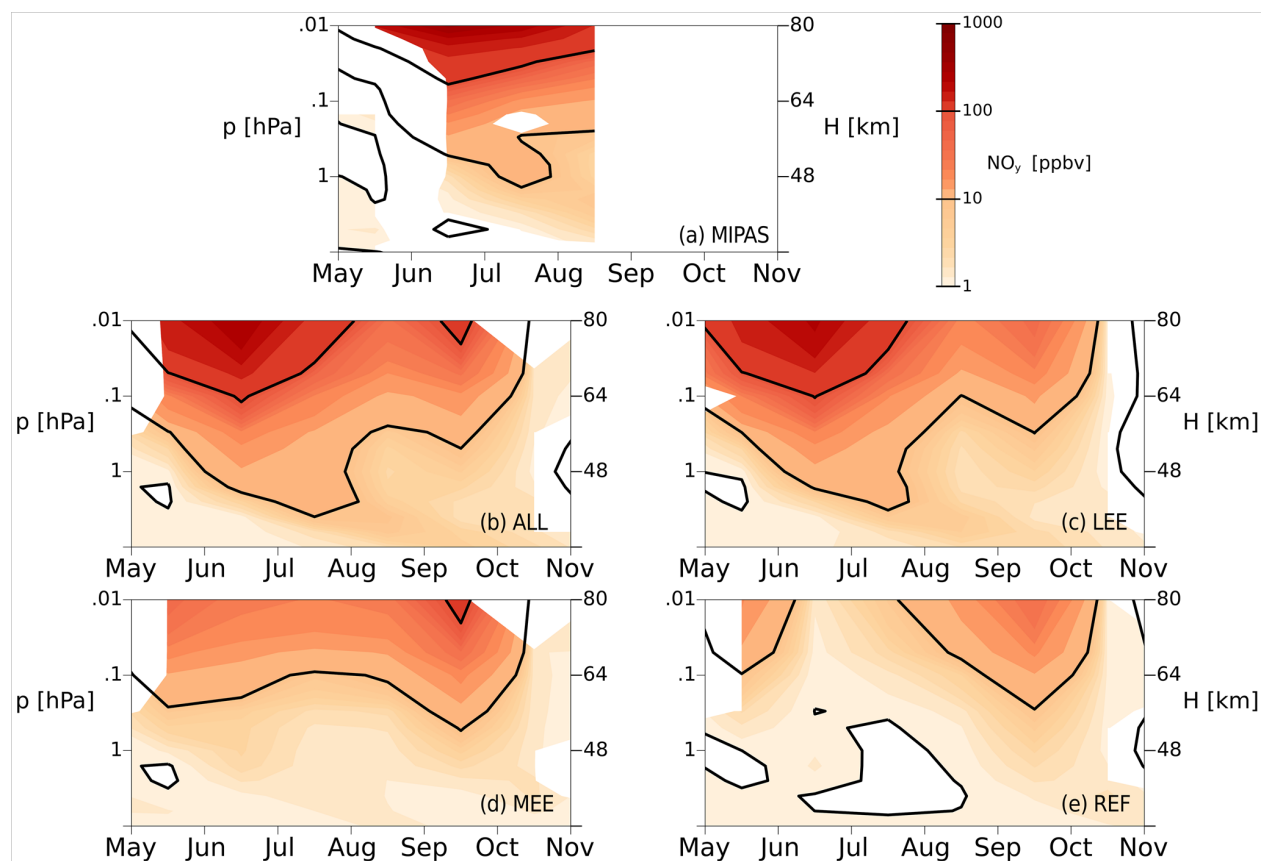 .01
.1
1
p [hPa]
80
64
48
H [km]
(a) MIPAS
May Jun Jul Aug Sep Oct Nov
1000
100
10
1
NOy [ppbv]
.01
.1
1
p [hPa]
80
64
48
(b) ALL
May Jun Jul Aug Sep Oct Nov
.01
.1
1
80
64
48
H [km]
(c) LEE
May Jun Jul Aug Sep Oct Nov
.01
.1
1
p [hPa]
80
64
48
(d) MEE
May Jun Jul Aug Sep Oct Nov
.01
.1
1
80
64
48
H [km]
(e) REF
May Jun Jul Aug Sep Oct Nov